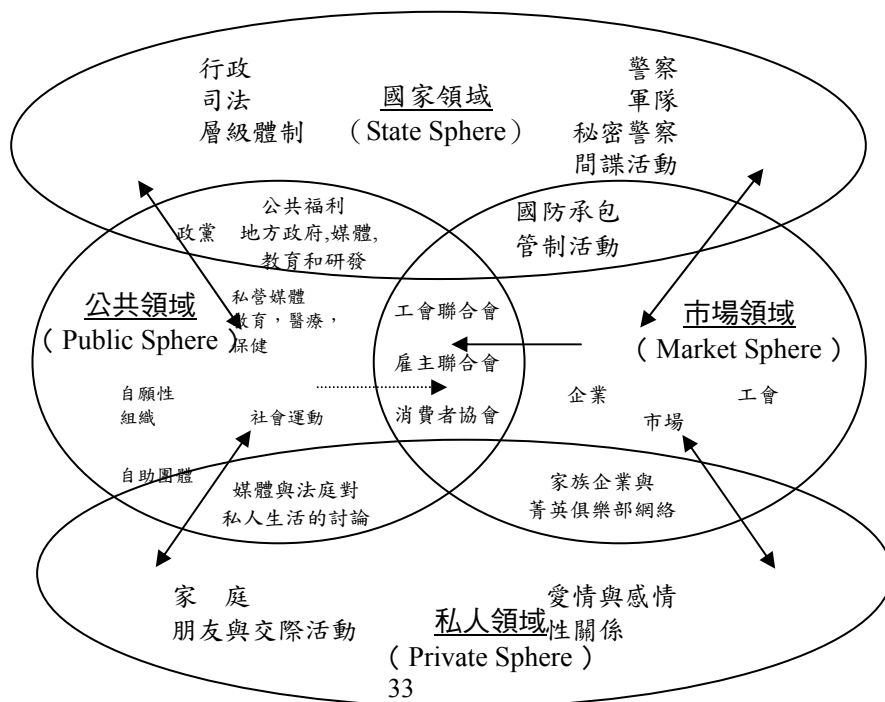 行政
司法
層級體制
國家領域
（State Sphere）
警察
軍隊
秘密警察
間諜活動
公共福利
政黨 地方政府,媒體,
教育和研發
國防承包
管制活動
公共領域
（ Public Sphere）
私營媒體
教育，醫療，
保健
自願性
組織
社會運動
自助團體
工會聯合會
雇主聯合會
消費者協會
市場領域
（ Market Sphere）
企業
工會
市場
媒體與法庭對
私人生活的討論
家族企業與
菁英俱樂部網絡
家 庭
朋友與交際活動
私人領域
（ Private Sphere）
愛情與感情
性關係
33